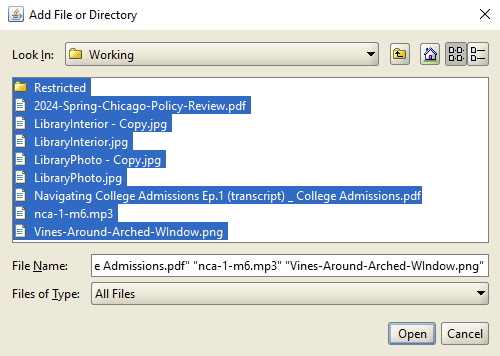 Add File or Directory
Look In: Working
Restricted
2024-Spring-Chicago-Policy-Review.pdf
LibraryInterior - Copy.jpg
LibraryInterior.jpg
LibraryPhoto - Copy.jpg
LibraryPhoto.jpg
Navigating College Admissions Ep.1 (transcript) _ College Admissions.pdf
nca-1-m6.mp3
Vines-Around-Arched-WIndow.png
File Name: e Admissions.pdf" "nca-1-m6.mp3" "Vines-Around-Arched-WIndow.png"
Files of Type: All Files
Open Cancel